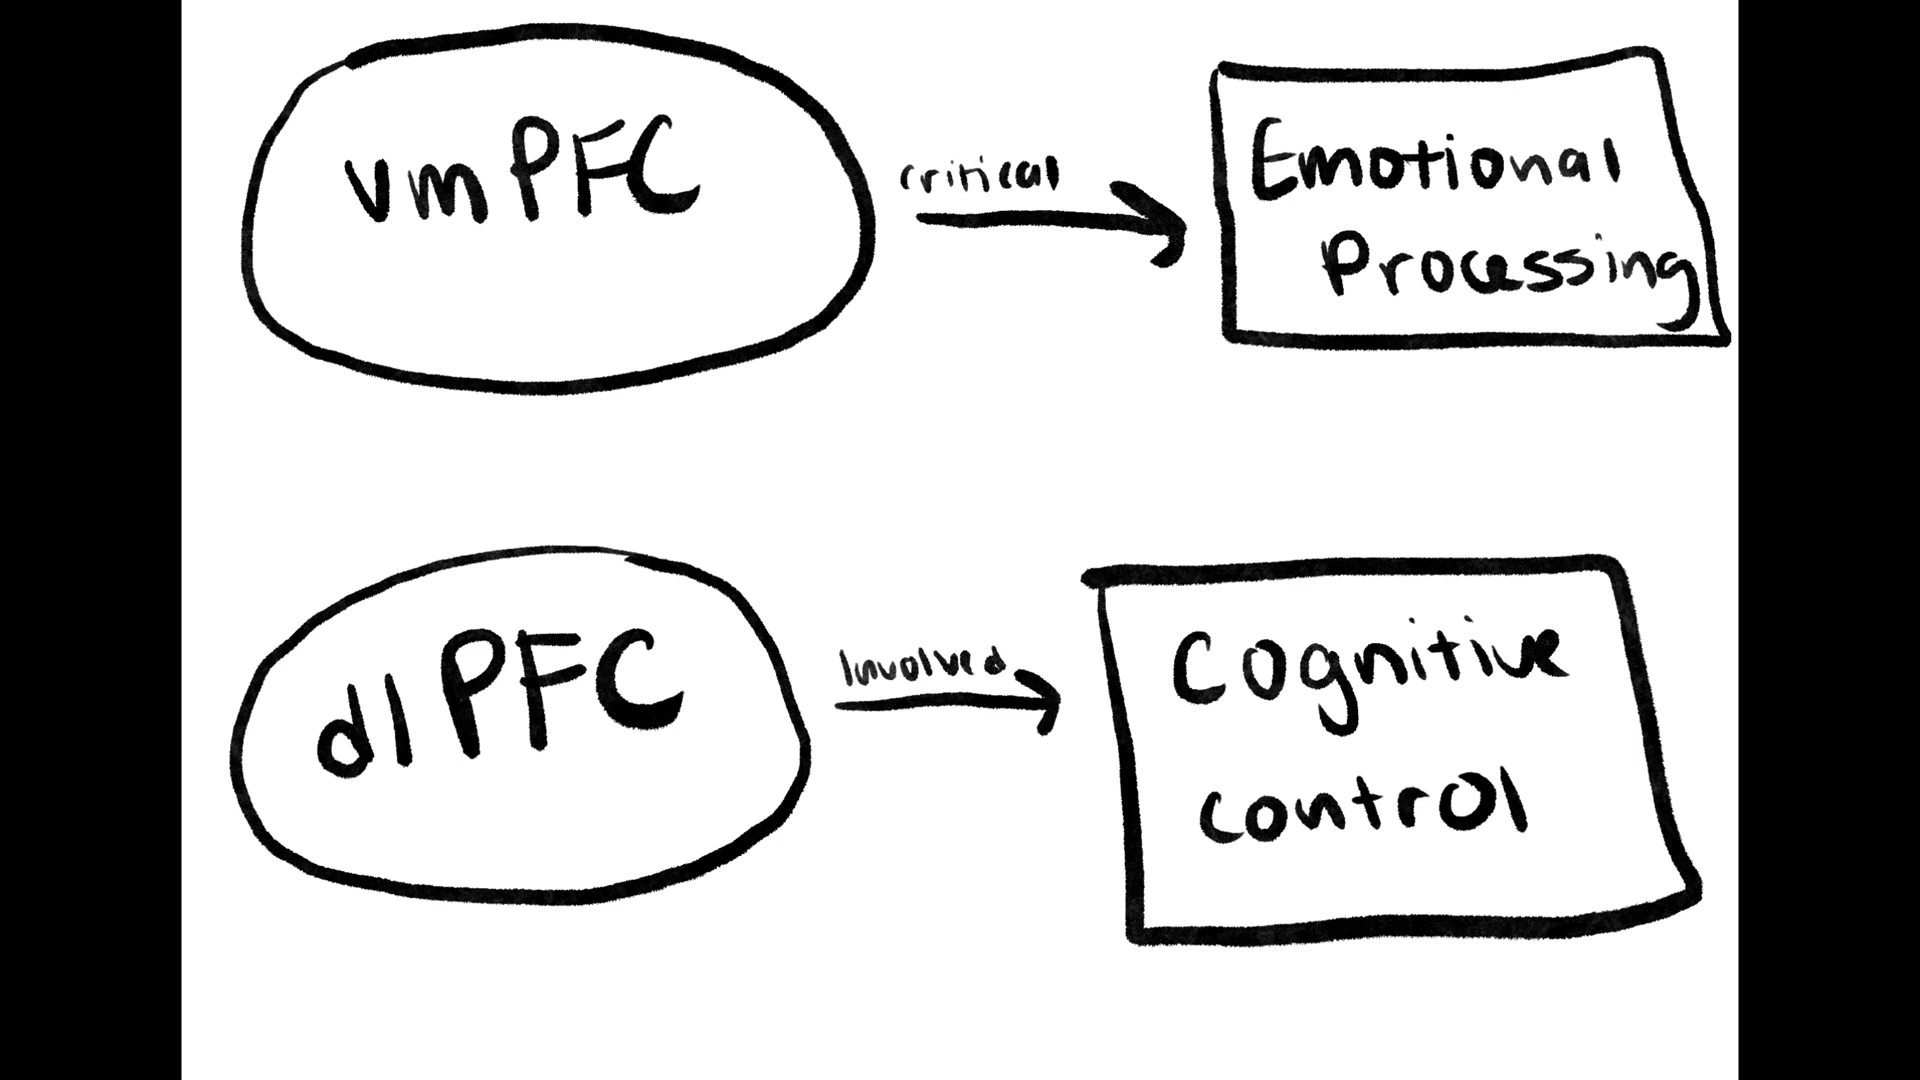 vmPFC
critical
Emotional
Processing
dlPFC
Involved
Cognitive
control